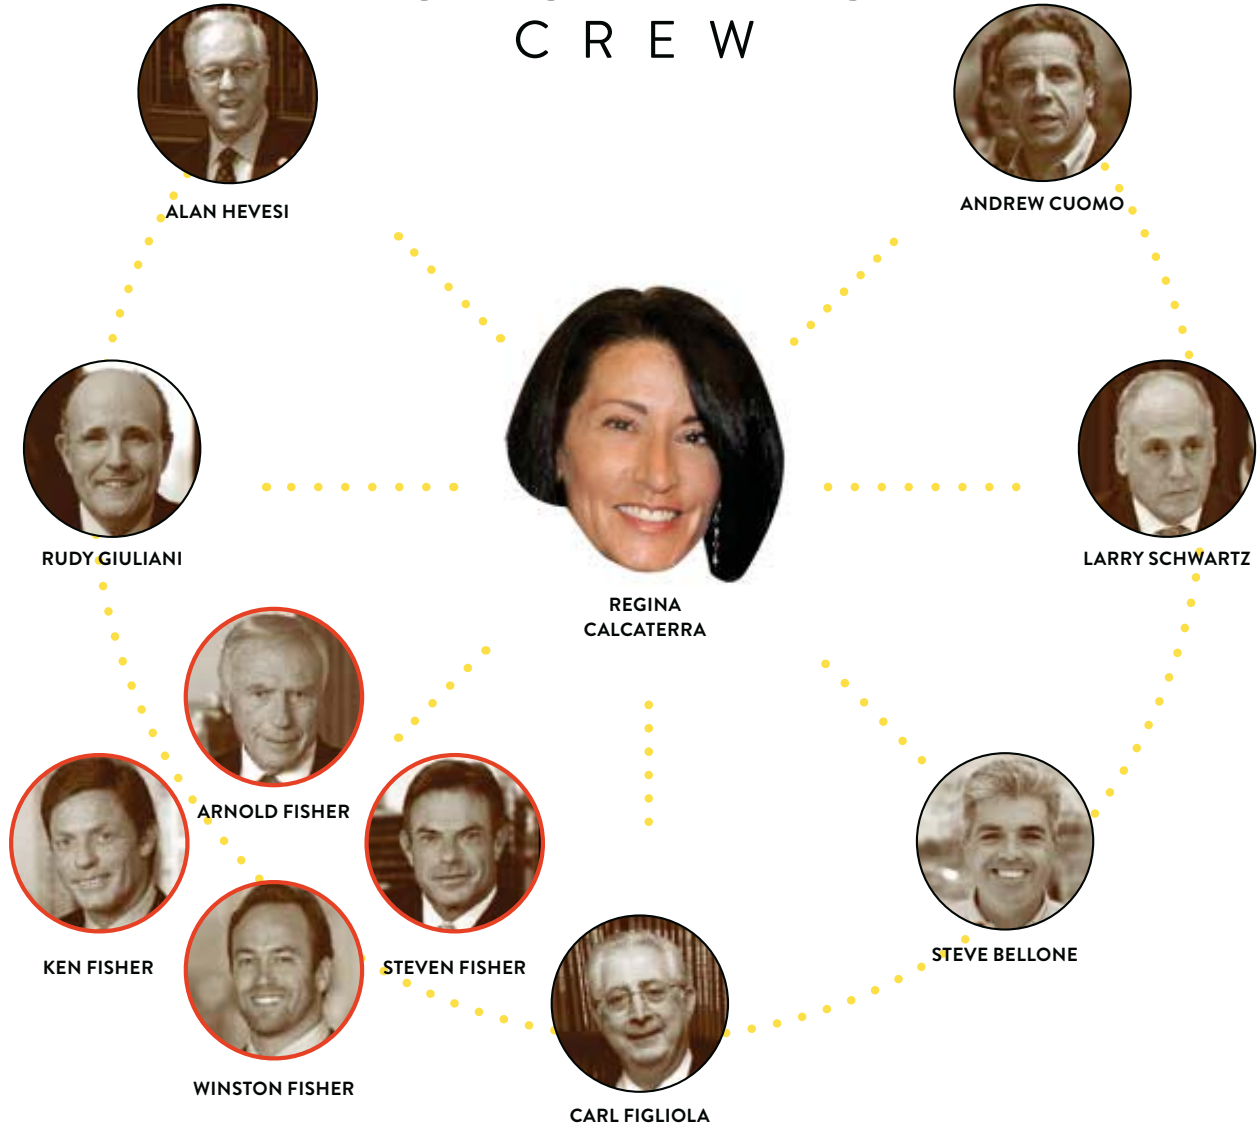 CREW
ALAN HEVESI
ANDREW CUOMO
RUDY GIULIANI
LARRY SCHWARTZ
REGINA
CALCATERRA
ARNOLD FISHER
KEN FISHER
STEVEN FISHER
STEVE BELLONE
WINSTON FISHER
CARL FIGLIOLA